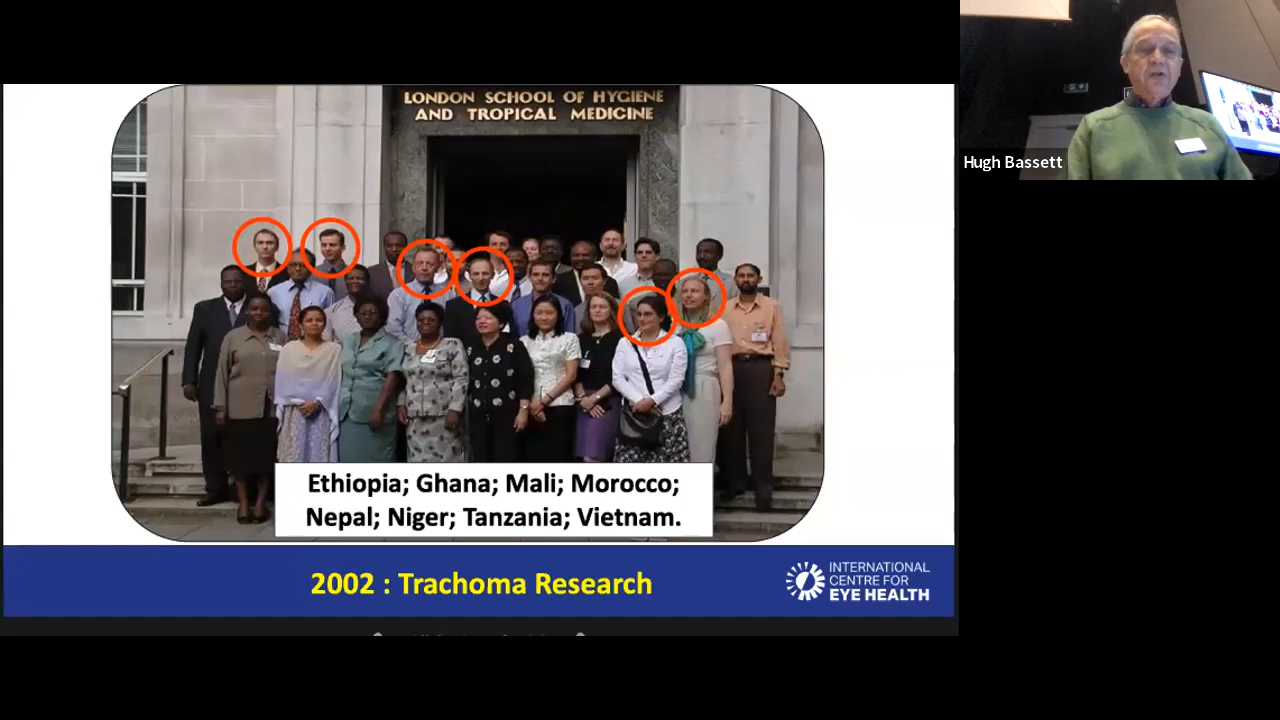 LONDON SCHOOL OF HYGIENE
AND TROPICAL MEDICINE
Ethiopia; Ghana; Mali; Morocco;
Nepal; Niger; Tanzania; Vietnam.
2002 : Trachoma Research
INTERNATIONAL
CENTRE FOR
EYE HEALTH
Hugh Bassett